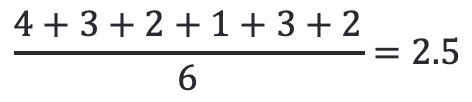 4 + 3 + 2 + 1 + 3 + 2
6
= 2.5